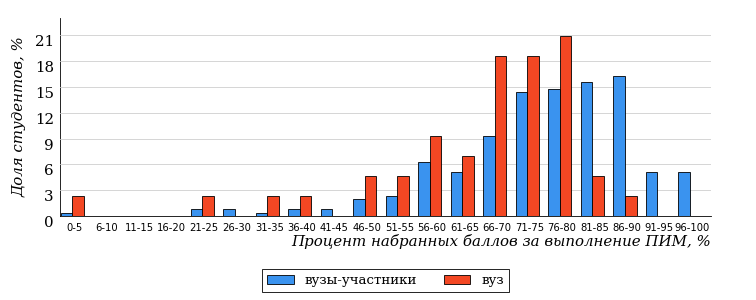 Доля студентов, %
21
18
15
12
9
6
3
0
0-5 6-10 11-15 16-20 21-25 26-30 31-35 36-40 41-45 46-50 51-55 56-60 61-65 66-70 71-75 76-80 81-85 86-90 91-95 96-100
Процент набранных баллов за выполнение ПИМ, %
вузы-участники вуз